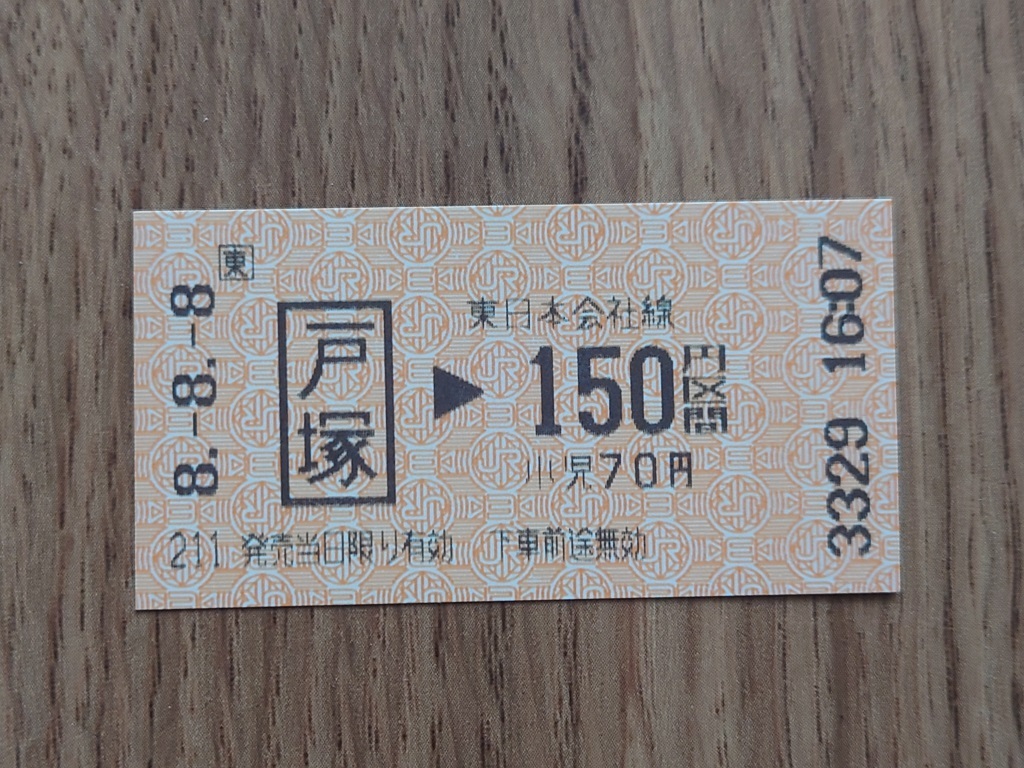 8.-8.-8
東
戸塚
東日本会社線
150円区間
小児70円
211 発売当日限り有効 下車前途無効
3329 16:07